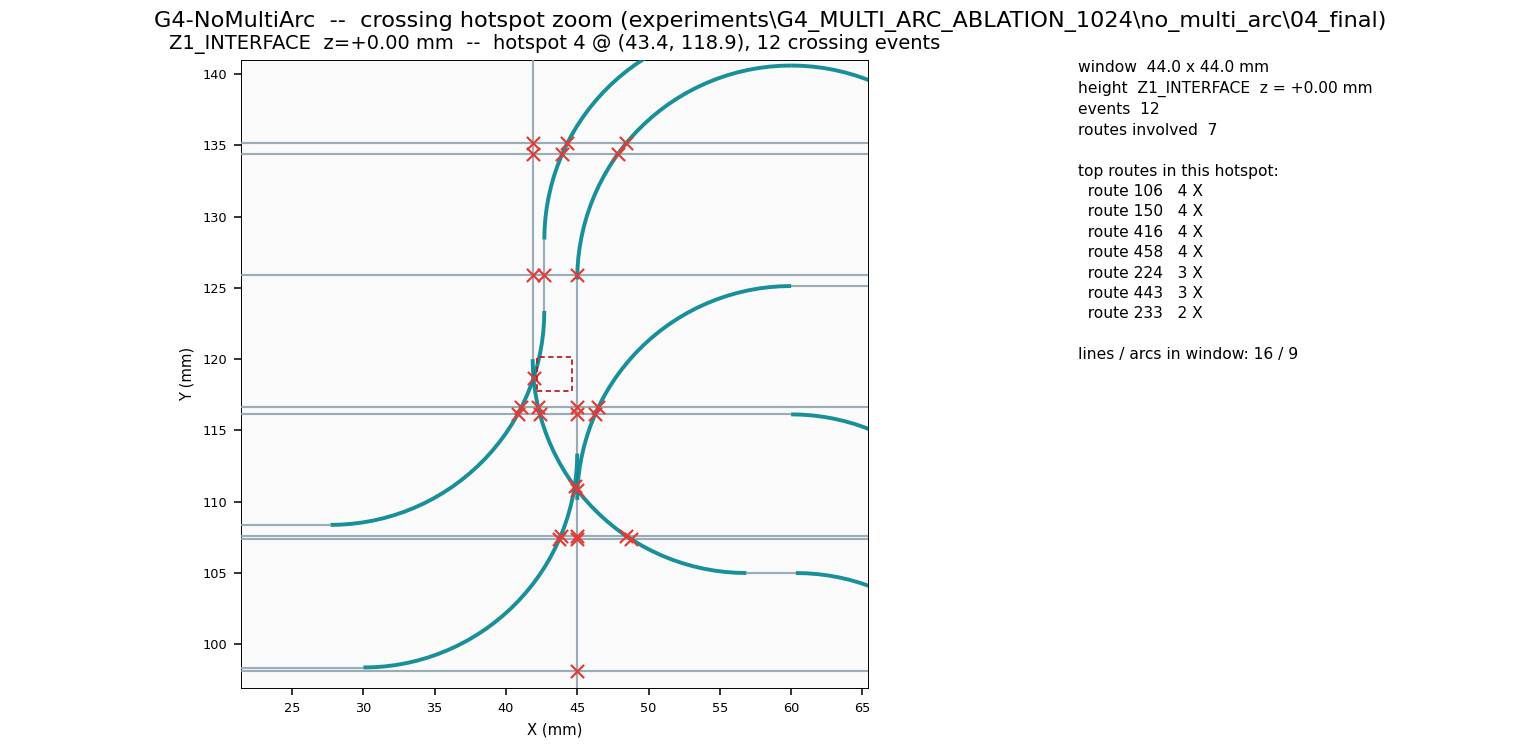 G4-NoMultiArc  --  crossing hotspot zoom (experiments\G4_MULTI_ARC_ABLATION_1024\no_multi_arc\04_final)
Z1_INTERFACE  z=+0.00 mm  --  hotspot 4 @ (43.4, 118.9), 12 crossing events
window  44.0 x 44.0 mm
height  Z1_INTERFACE  z = +0.00 mm
events  12
routes involved  7
top routes in this hotspot:
route 106   4 X
route 150   4 X
route 416   4 X
route 458   4 X
route 224   3 X
route 443   3 X
route 233   2 X
lines / arcs in window: 16 / 9
140
135
130
125
120
115
110
105
100
Y (mm)
25
30
35
40
45
50
55
60
65
X (mm)